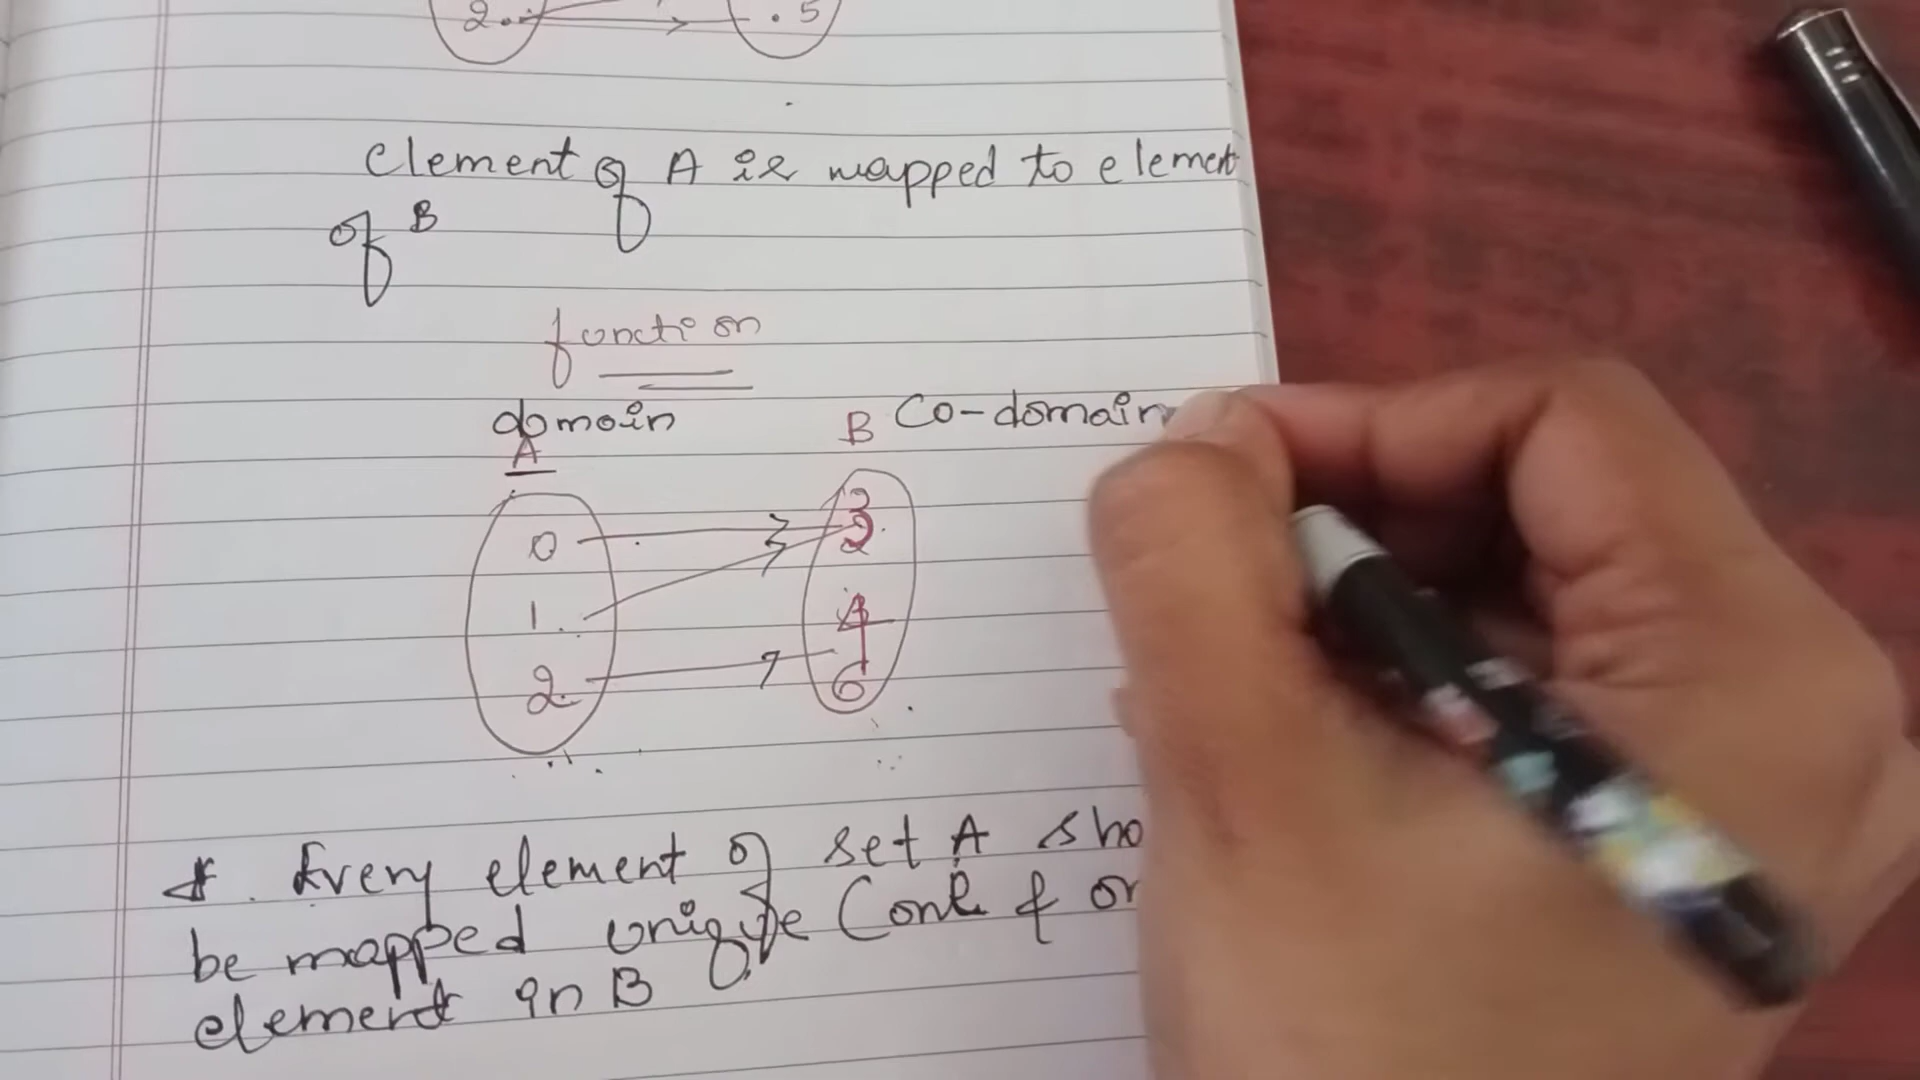 2. . 5
Element of A is mapped to element
of B
function
domain
A B Co-domain
0 3
1. 4
2. 6
*. Every element of set A sho
be mapped unique (one & or
element in B